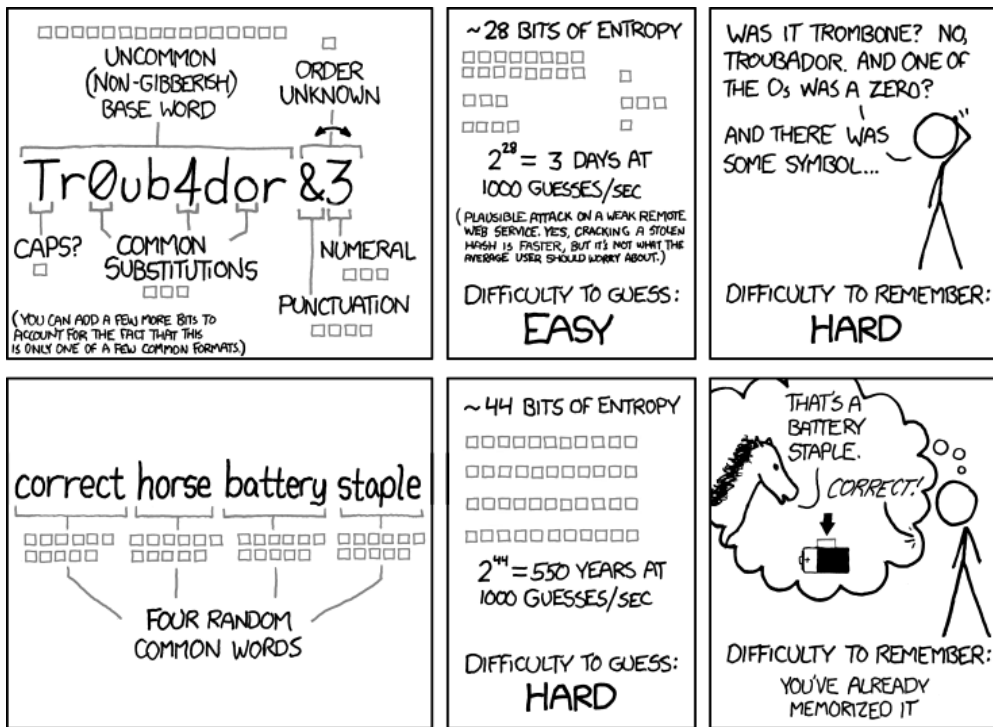 UNCOMMON
(NON-GIBBERISH)
BASE WORD
ORDER
UNKNOWN
Tr0ub4dor &3
CAPS?
COMMON
SUBSTITUTIONS
NUMERAL
PUNCTUATION
(YOU CAN ADD A FEW MORE BITS TO
ACCOUNT FOR THE FACT THAT THIS
IS ONLY ONE OF A FEW COMMON FORMATS.)
~28 BITS OF ENTROPY
2^28 = 3 DAYS AT
1000 GUESSES/SEC
(PLAUSIBLE ATTACK ON A WEAK REMOTE
WEB SERVICE. YES, CRACKING A STOLEN
HASH IS FASTER, BUT IT'S NOT WHAT THE
AVERAGE USER SHOULD WORRY ABOUT.)
DIFFICULTY TO GUESS:
EASY
WAS IT TROMBONE? NO,
TROUBADOR. AND ONE OF
THE Os WAS A ZERO?
AND THERE WAS
SOME SYMBOL...
DIFFICULTY TO REMEMBER:
HARD
correct horse battery staple
FOUR RANDOM
COMMON WORDS
~44 BITS OF ENTROPY
2^44 = 550 YEARS AT
1000 GUESSES/SEC
DIFFICULTY TO GUESS:
HARD
THAT'S A
BATTERY
STAPLE.
CORRECT!
+
DIFFICULTY TO REMEMBER:
YOU'VE ALREADY
MEMORIZED IT